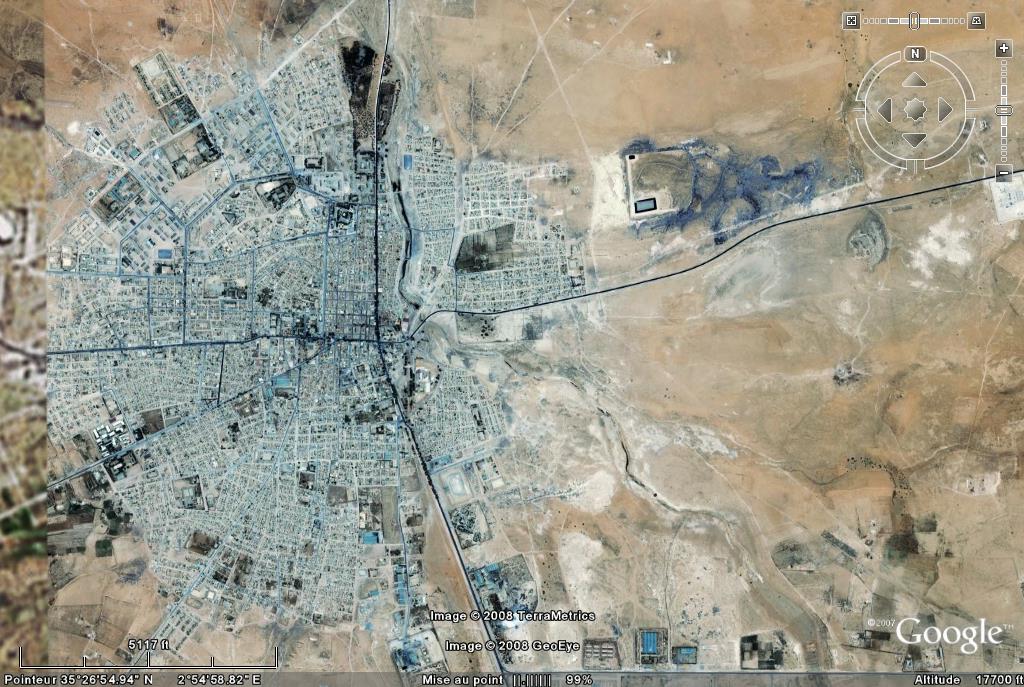 N
5117 ft
Image © 2008 TerraMetrics
Image © 2008 GeoEye
©2007 Google™
Pointeur 35°26'54.94" N 2°54'58.82" E Mise au point 99% Altitude 17700 ft